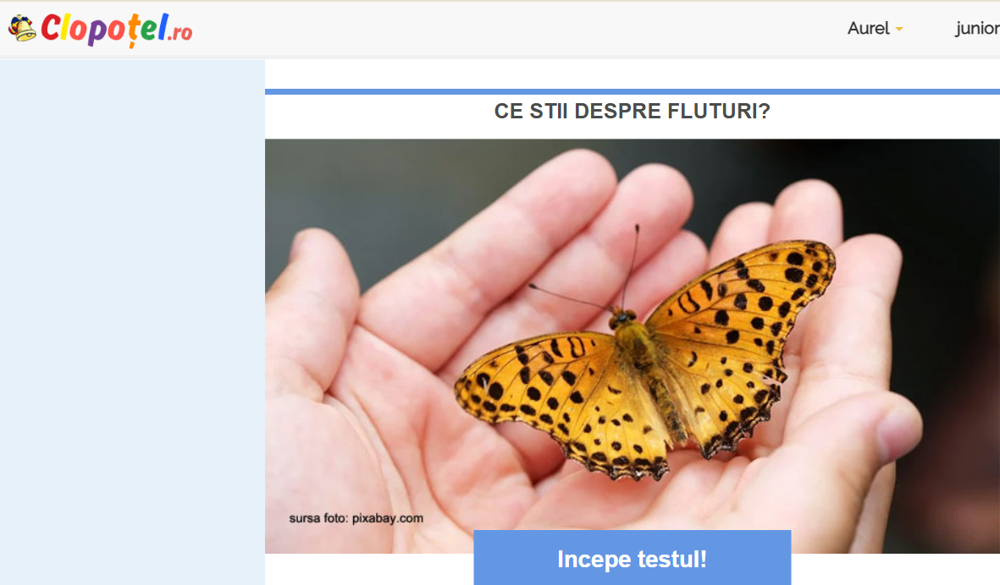 Clopoțel.ro
Aurel
junior
CE STII DESPRE FLUTURI?
sursa foto: pixabay.com
Incepe testul!